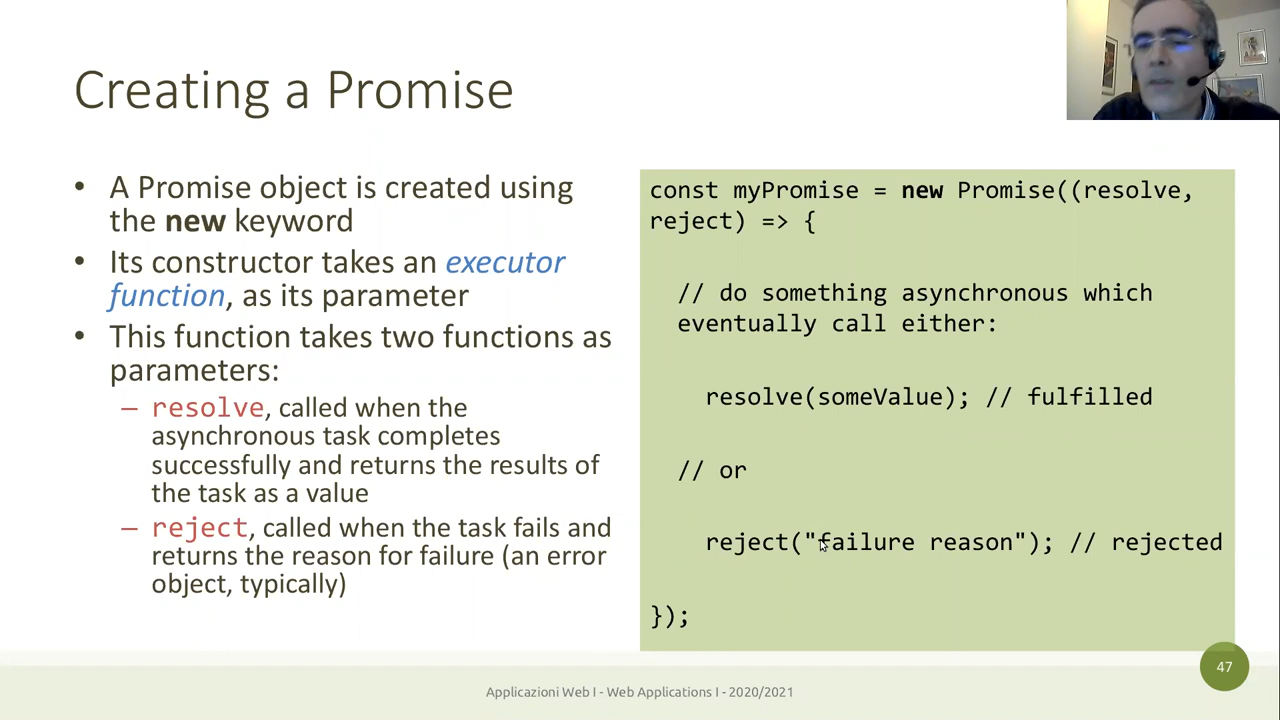 Creating a Promise
• A Promise object is created using
the new keyword
• Its constructor takes an executor
function, as its parameter
• This function takes two functions as
parameters:
– resolve, called when the
asynchronous task completes
successfully and returns the results of
the task as a value
– reject, called when the task fails and
returns the reason for failure (an error
object, typically)
const myPromise = new Promise((resolve,
reject) => {
// do something asynchronous which
eventually call either:
resolve(someValue); // fulfilled
// or
reject("failure reason"); // rejected
});
47
Applicazioni Web I - Web Applications I - 2020/2021